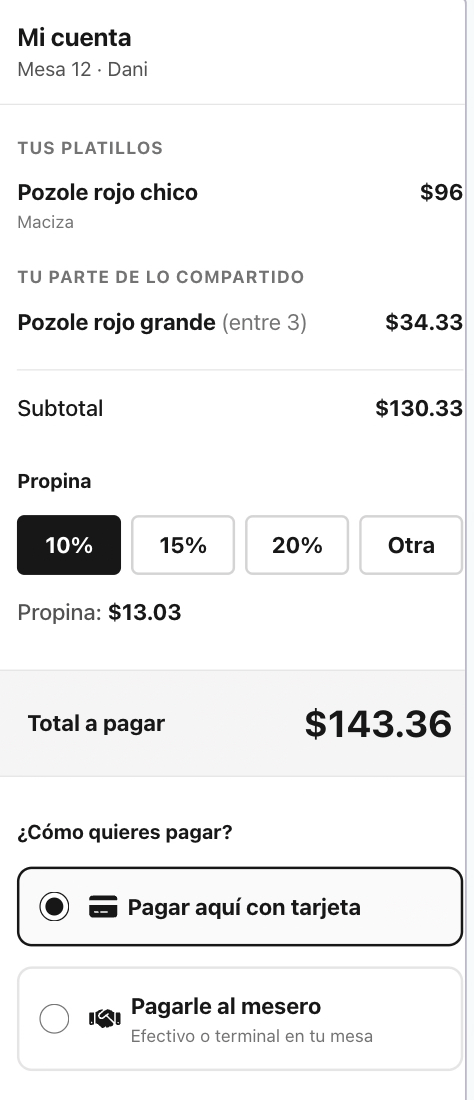 Mi cuenta
Mesa 12 · Dani
TUS PLATILLOS
Pozole rojo chico $96
Maciza
TU PARTE DE LO COMPARTIDO
Pozole rojo grande (entre 3) $34.33
Subtotal $130.33
Propina
10% 15% 20% Otra
Propina: $13.03
Total a pagar $143.36
¿Cómo quieres pagar?
Pagar aquí con tarjeta
Pagarle al mesero
Efectivo o terminal en tu mesa